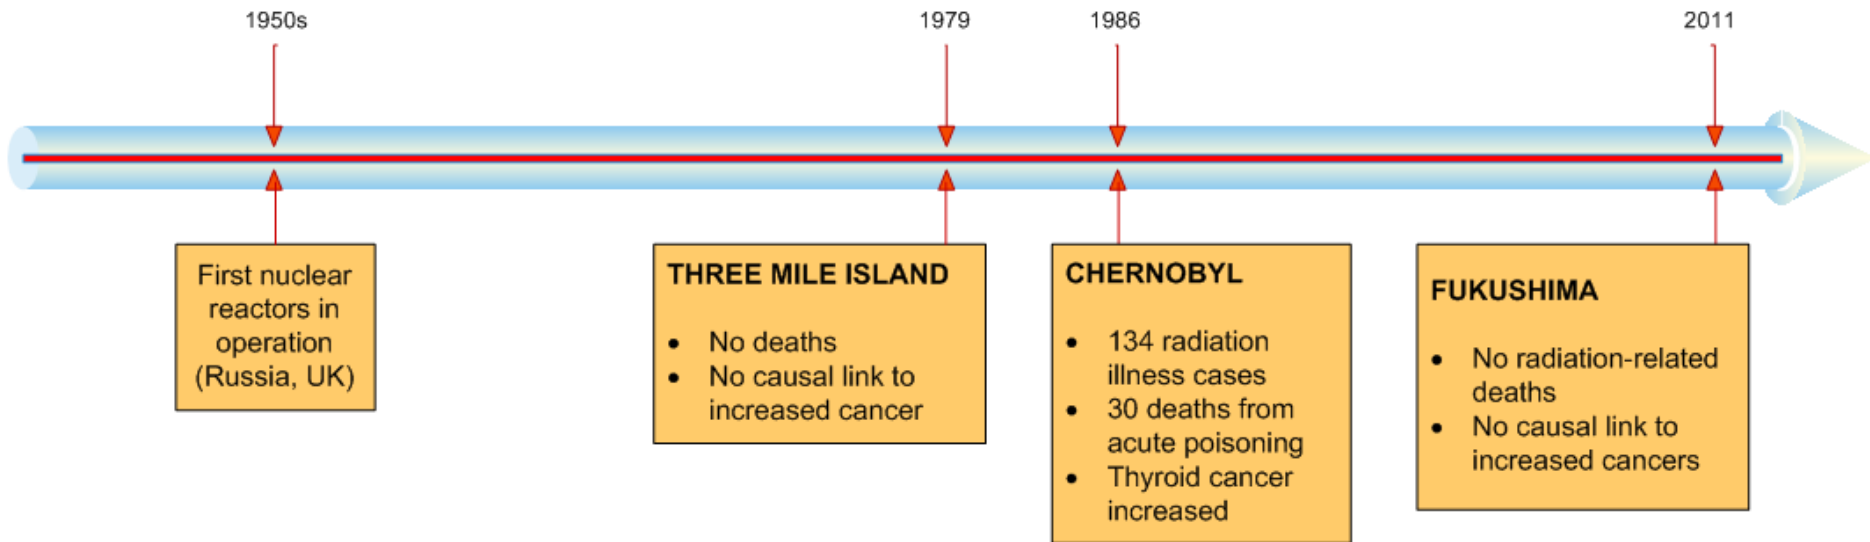 1950s
1979
1986
2011
First nuclear
reactors in
operation
(Russia, UK)
THREE MILE ISLAND
• No deaths
• No causal link to
increased cancer
CHERNOBYL
• 134 radiation
illness cases
• 30 deaths from
acute poisoning
• Thyroid cancer
increased
FUKUSHIMA
• No radiation-related
deaths
• No causal link to
increased cancers